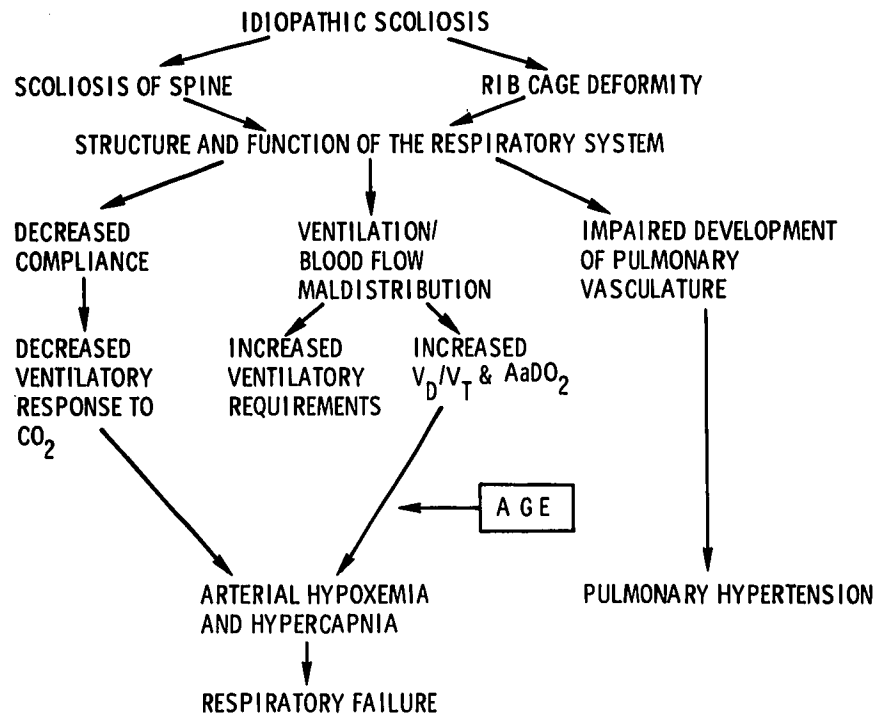 IDIOPATHIC SCOLIOSIS
SCOLIOSIS OF SPINE
RIB CAGE DEFORMITY
STRUCTURE AND FUNCTION OF THE RESPIRATORY SYSTEM
DECREASED
COMPLIANCE
VENTILATION/
BLOOD FLOW
MALDISTRIBUTION
IMPAIRED DEVELOPMENT
OF PULMONARY
VASCULATURE
DECREASED
VENTILATORY
RESPONSE TO
CO2
INCREASED
VENTILATORY
REQUIREMENTS
INCREASED
VD/VT & AaDO2
AGE
ARTERIAL HYPOXEMIA
AND HYPERCAPNIA
PULMONARY HYPERTENSION
RESPIRATORY FAILURE